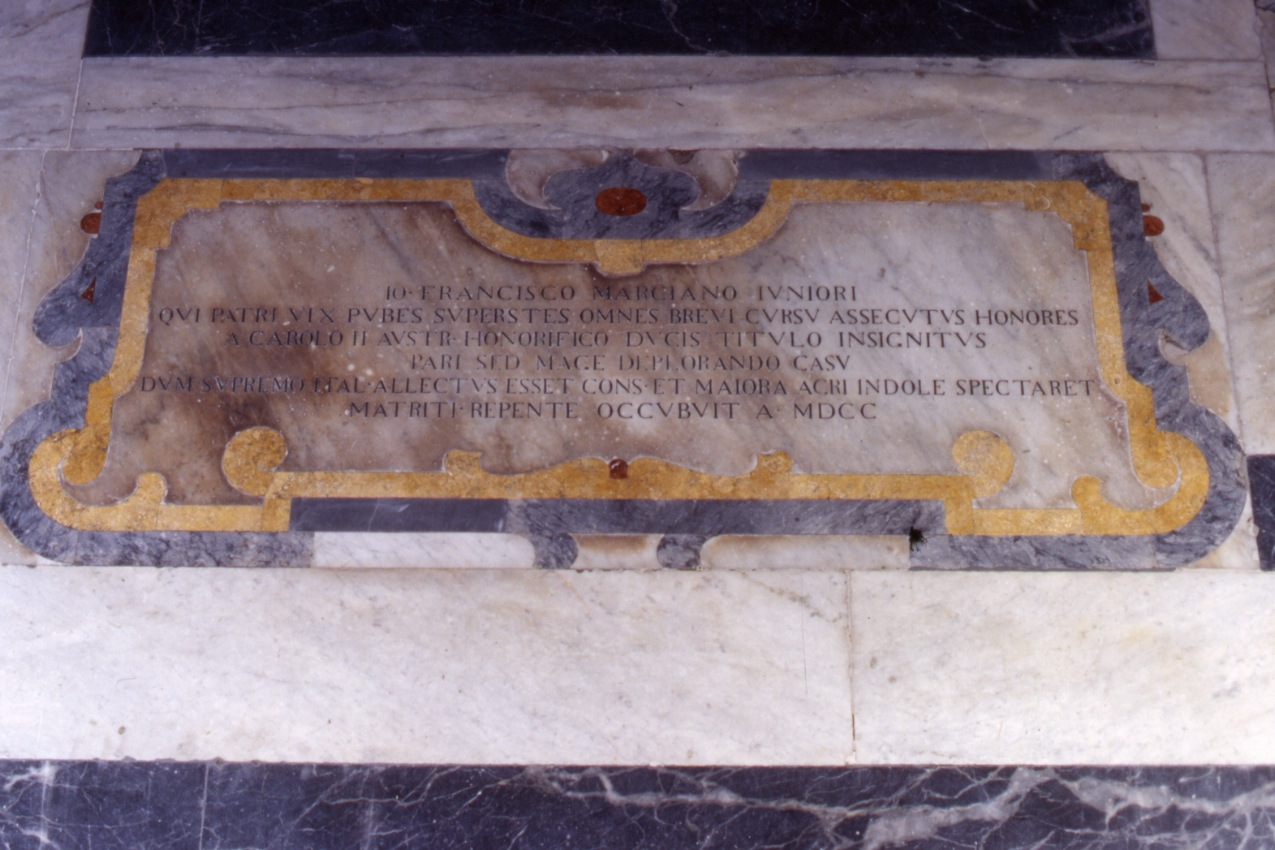 IO· FRANCISCO MARCIANO IVNIORI
QVI PATRI VIX PVBES SVPERSTES OMNES BREVI CVRSV ASSECVTVS HONORES
A CAROLO II AVSTR· HONORIFICO DVCIS TITVLO INSIGNITVS
PARI SED MAGE DEPLORANDO CASV
DVM SVPREMO ITAL· ALLECTVS ESSET CONS· ET MAIORA ACRI INDOLE SPECTARET
MATRITI· REPENTE OCCVBVIT A· MDCC